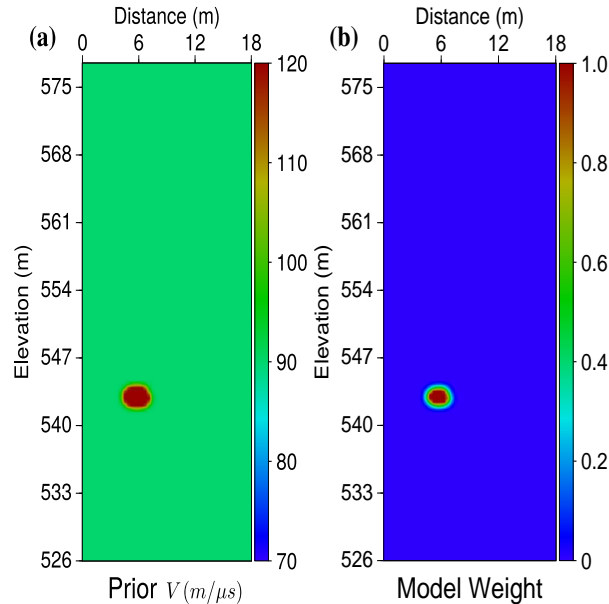 Distance (m) Distance (m)
(a) (b)
0 6 12 18 0 6 12 18
575 120 575 1.0
568 110 568 0.8
561 561
554 100 554 0.6
547 90 547 0.4
540 540
533 80 533 0.2
526 70 526 0
Elevation (m) Elevation (m)
Prior V(m/μs) Model Weight